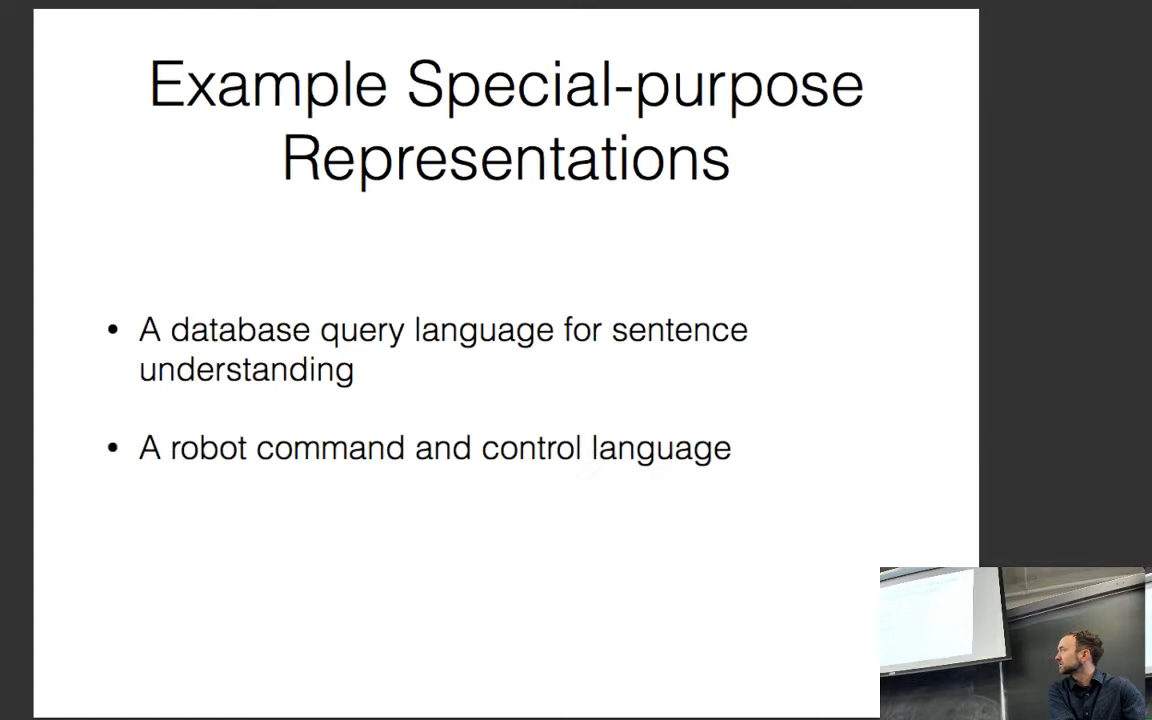 Example Special-purpose
Representations
• A database query language for sentence
understanding
• A robot command and control language